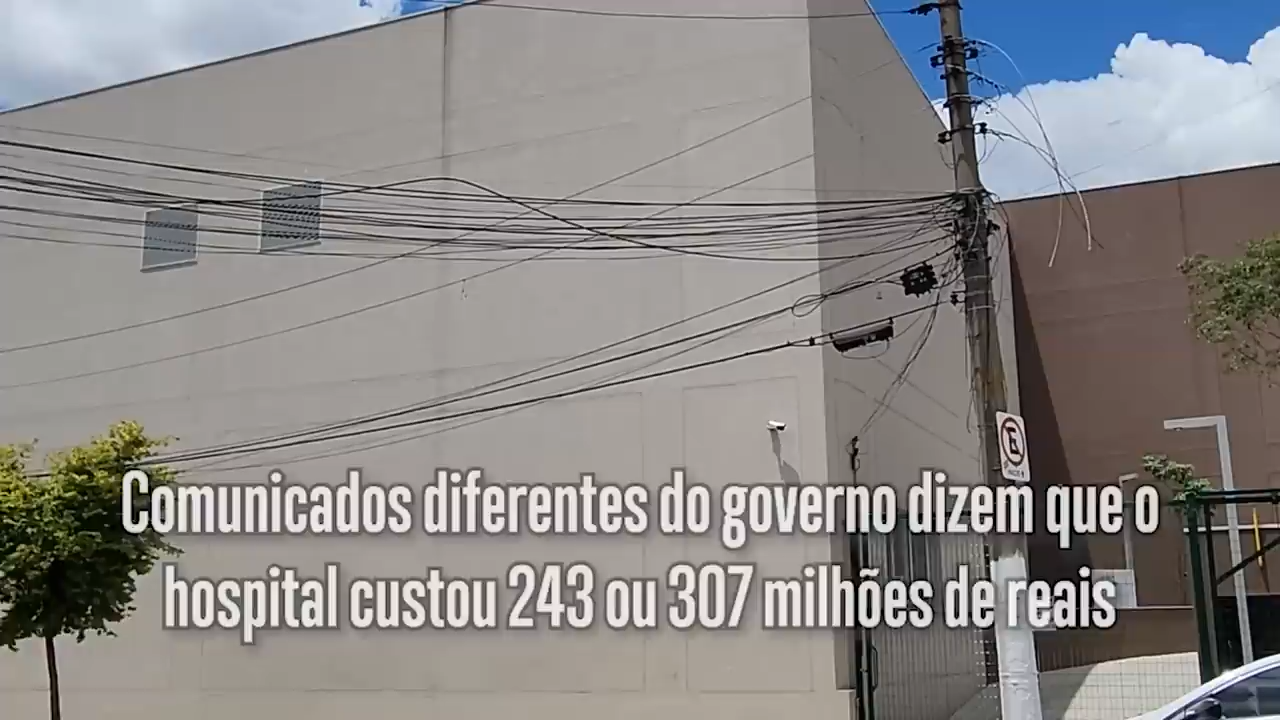 Comunicados diferentes do governo dizem que o
hospital custou 243 ou 307 milhões de reais
E